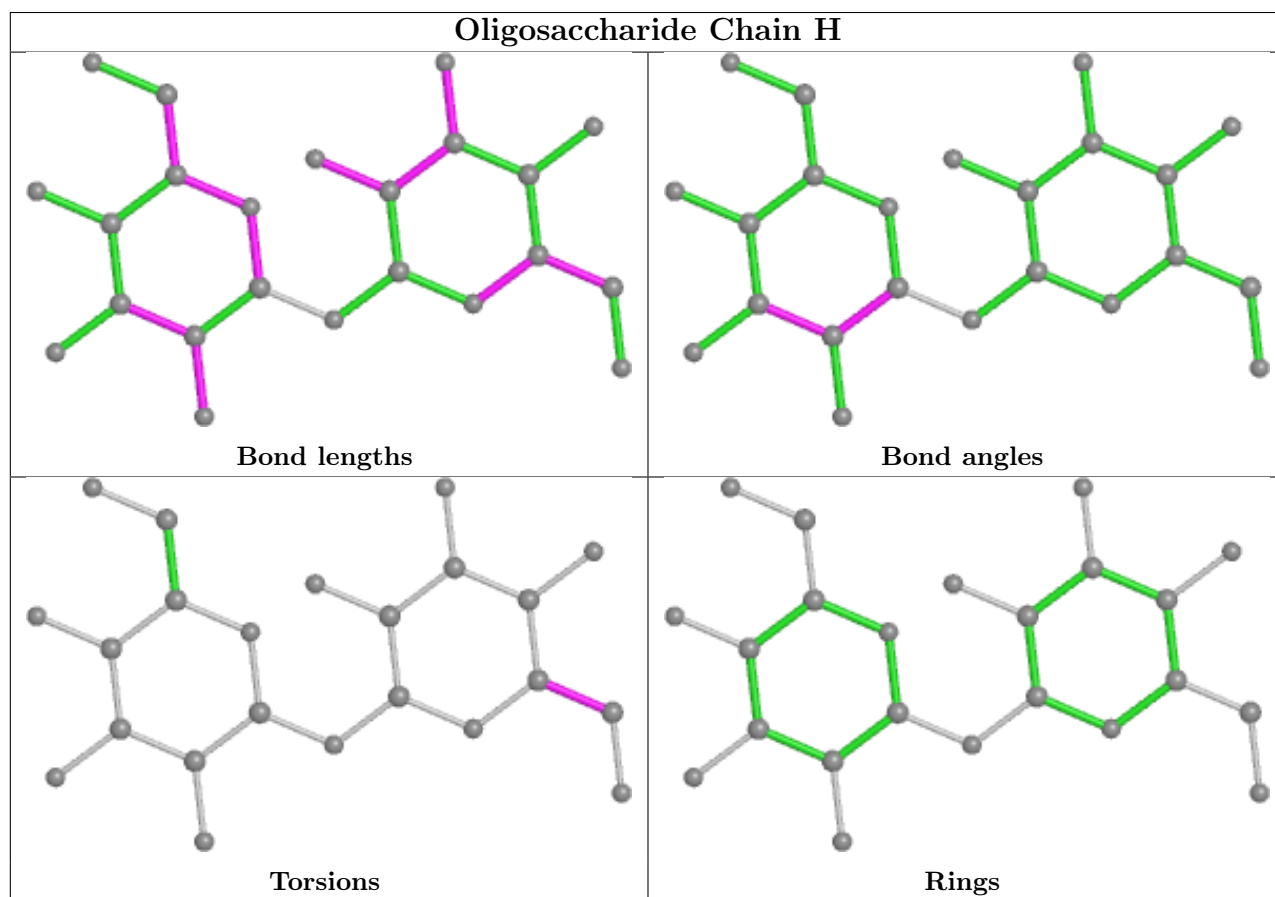 Oligosaccharide Chain H
Bond lengths
Bond angles
Torsions
Rings